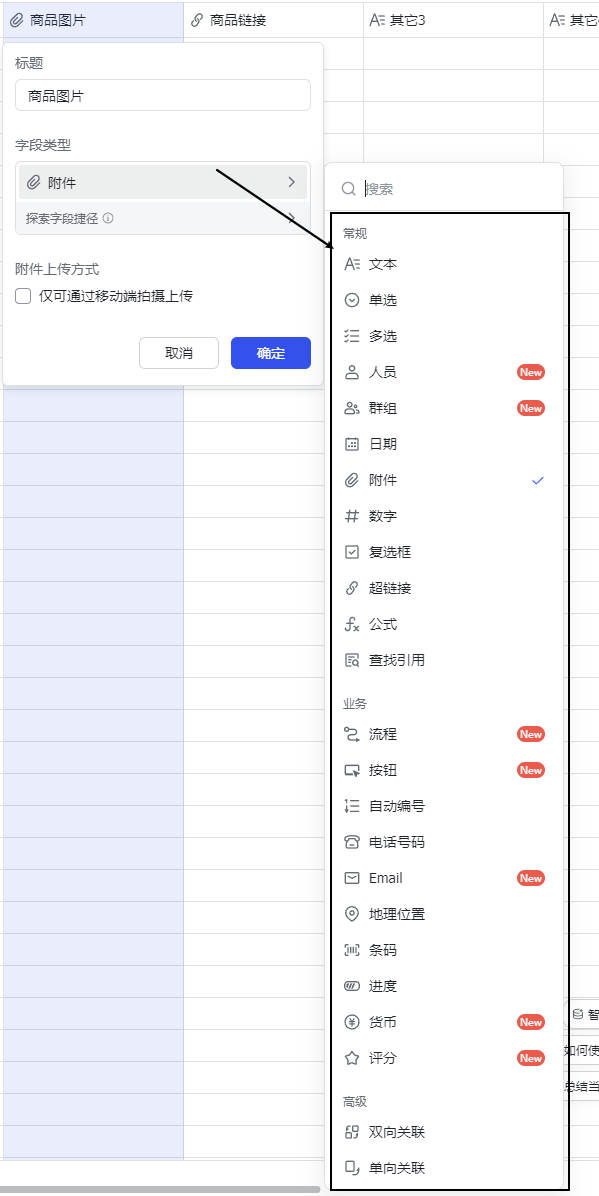 商品图片
商品链接
其它3
其它
标题
商品图片
字段类型
附件
探索字段捷径
附件上传方式
仅可通过移动端拍摄上传
取消
确定
搜索
常规
文本
单选
多选
人员 New
群组 New
日期
附件
数字
复选框
超链接
公式
查找引用
业务
流程 New
按钮 New
自动编号
电话号码
Email New
地理位置
条码
进度
货币 New
评分 New
高级
双向关联
单向关联
智
如何使
总结当